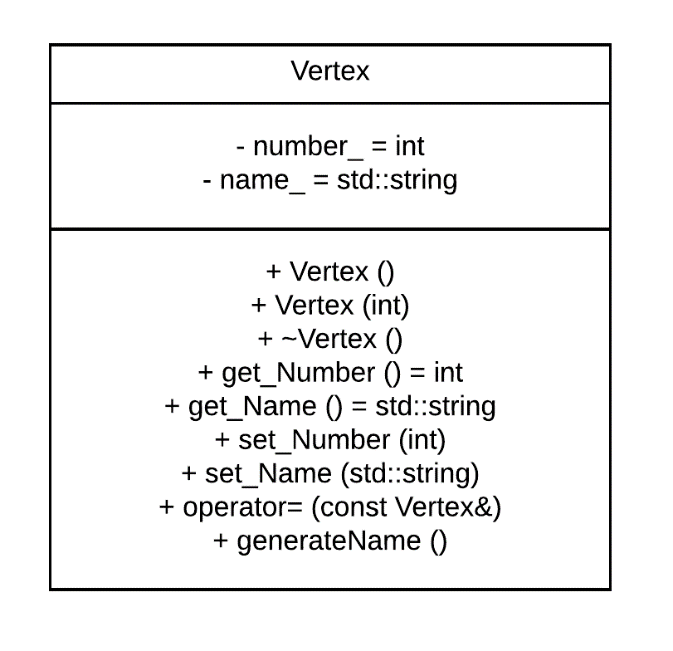 Vertex
- number_ = int
- name_ = std::string
+ Vertex ()
+ Vertex (int)
+ ~Vertex ()
+ get_Number () = int
+ get_Name () = std::string
+ set_Number (int)
+ set_Name (std::string)
+ operator= (const Vertex&)
+ generateName ()